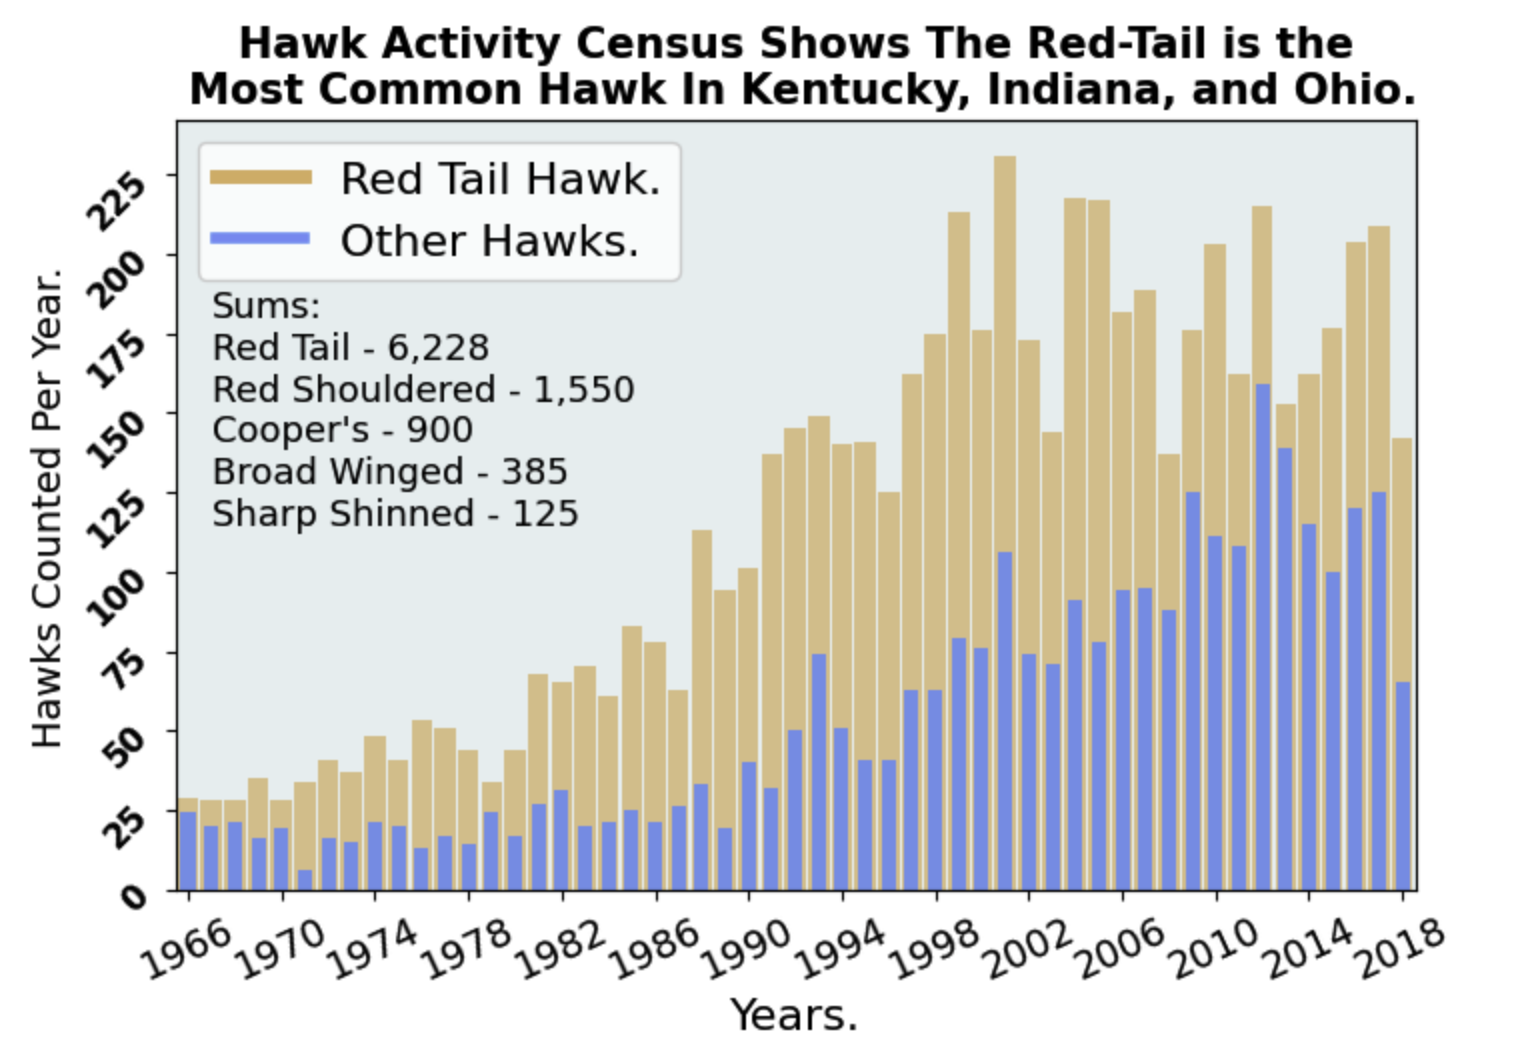 Hawk Activity Census Shows The Red-Tail is the
Most Common Hawk In Kentucky, Indiana, and Ohio.
Red Tail Hawk.
Other Hawks.
Sums:
Red Tail - 6,228
Red Shouldered - 1,550
Cooper's - 900
Broad Winged - 385
Sharp Shinned - 125
Hawks Counted Per Year.
225
200
175
150
125
100
75
50
25
0
1966 1970 1974 1978 1982 1986 1990 1994 1998 2002 2006 2010 2014 2018
Years.